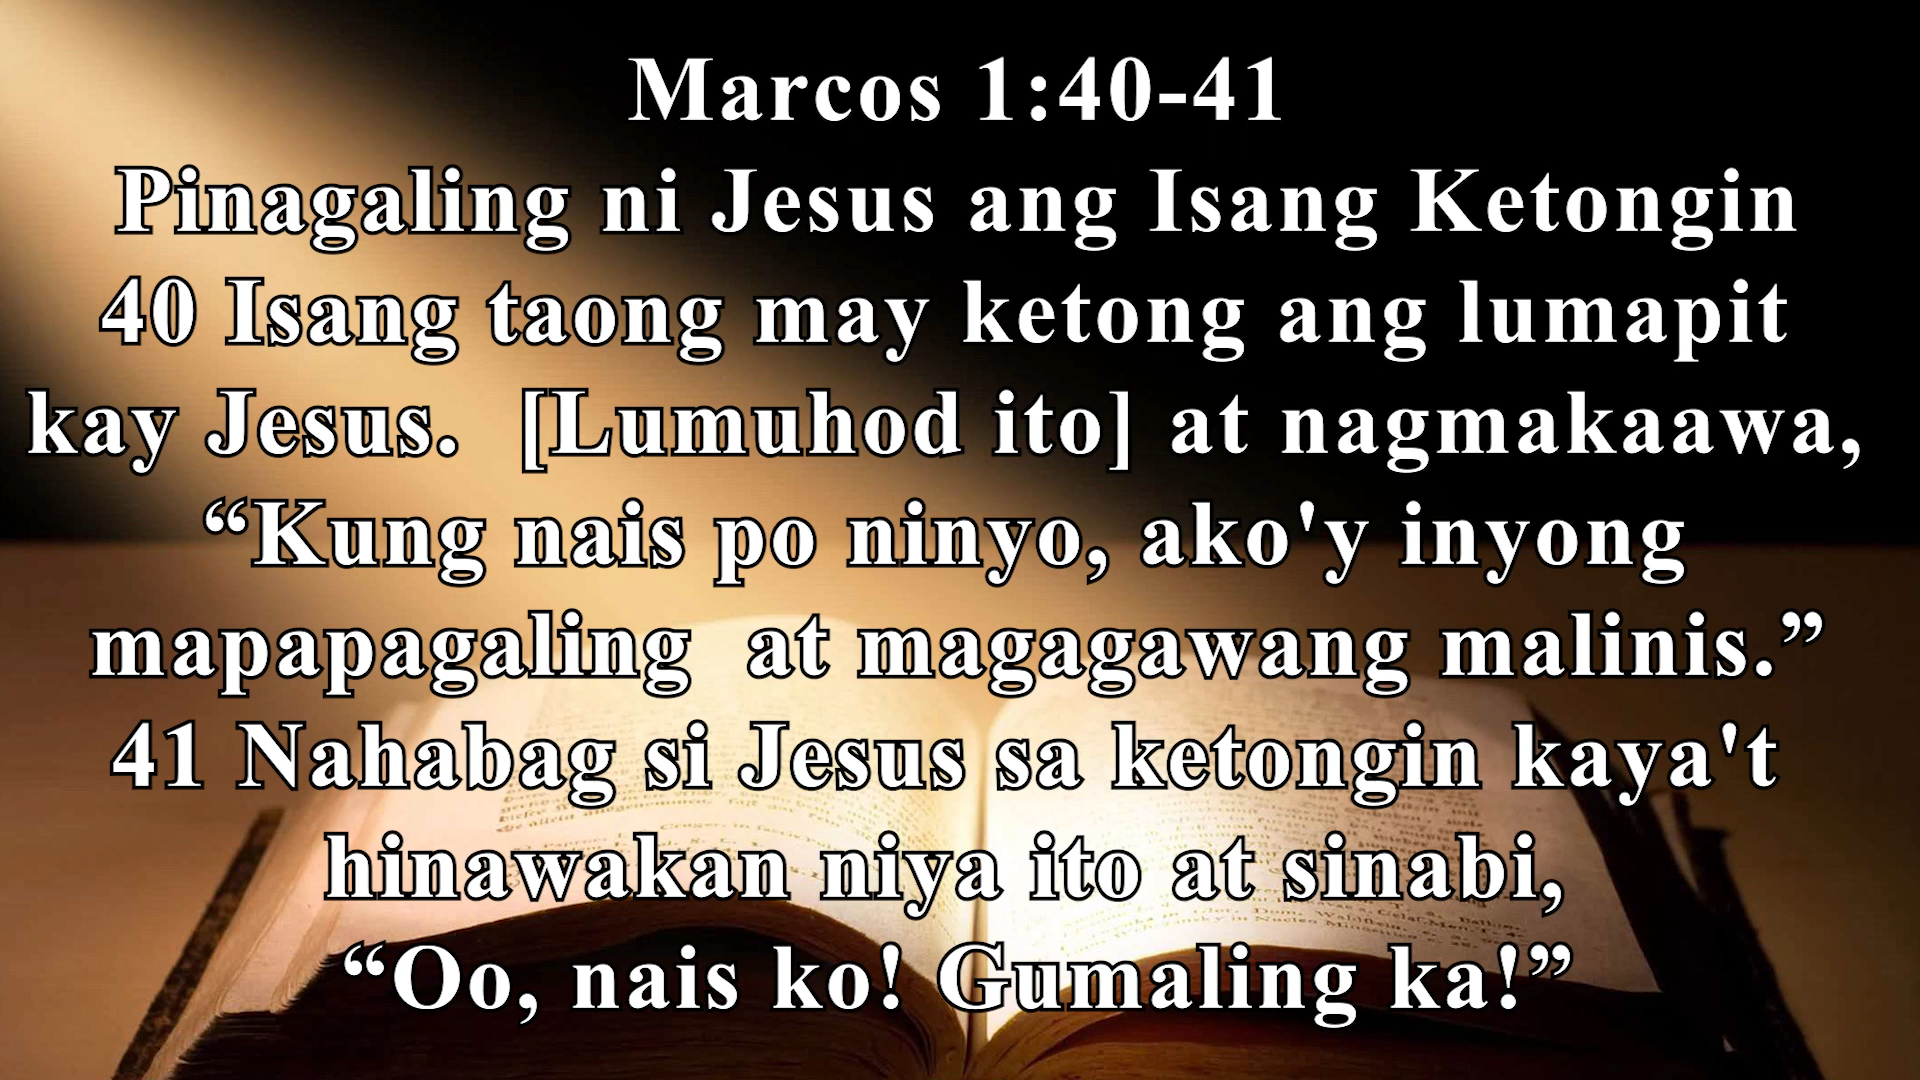 Marcos 1:40-41
Pinagaling ni Jesus ang Isang Ketongin
40 Isang taong may ketong ang lumapit
kay Jesus.  [Lumuhod ito] at nagmakaawa,
“Kung nais po ninyo, ako'y inyong
mapapagaling  at magagawang malinis.”
41 Nahabag si Jesus sa ketongin kaya't
hinawakan niya ito at sinabi,
“Oo, nais ko! Gumaling ka!”